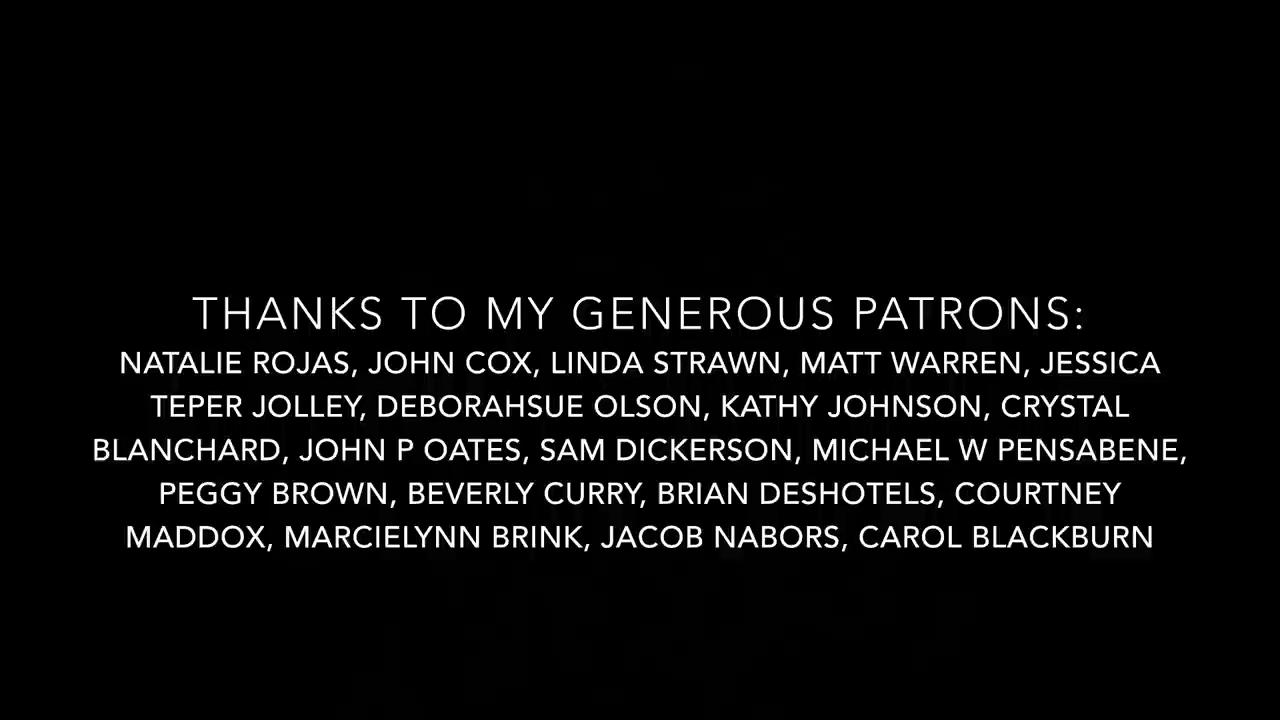 THANKS TO MY GENEROUS PATRONS:
NATALIE ROJAS, JOHN COX, LINDA STRAWN, MATT WARREN, JESSICA
TEPER JOLLEY, DEBORAHSUE OLSON, KATHY JOHNSON, CRYSTAL
BLANCHARD, JOHN P OATES, SAM DICKERSON, MICHAEL W PENSABENE,
PEGGY BROWN, BEVERLY CURRY, BRIAN DESHOTELS, COURTNEY
MADDOX, MARCIELYNN BRINK, JACOB NABORS, CAROL BLACKBURN